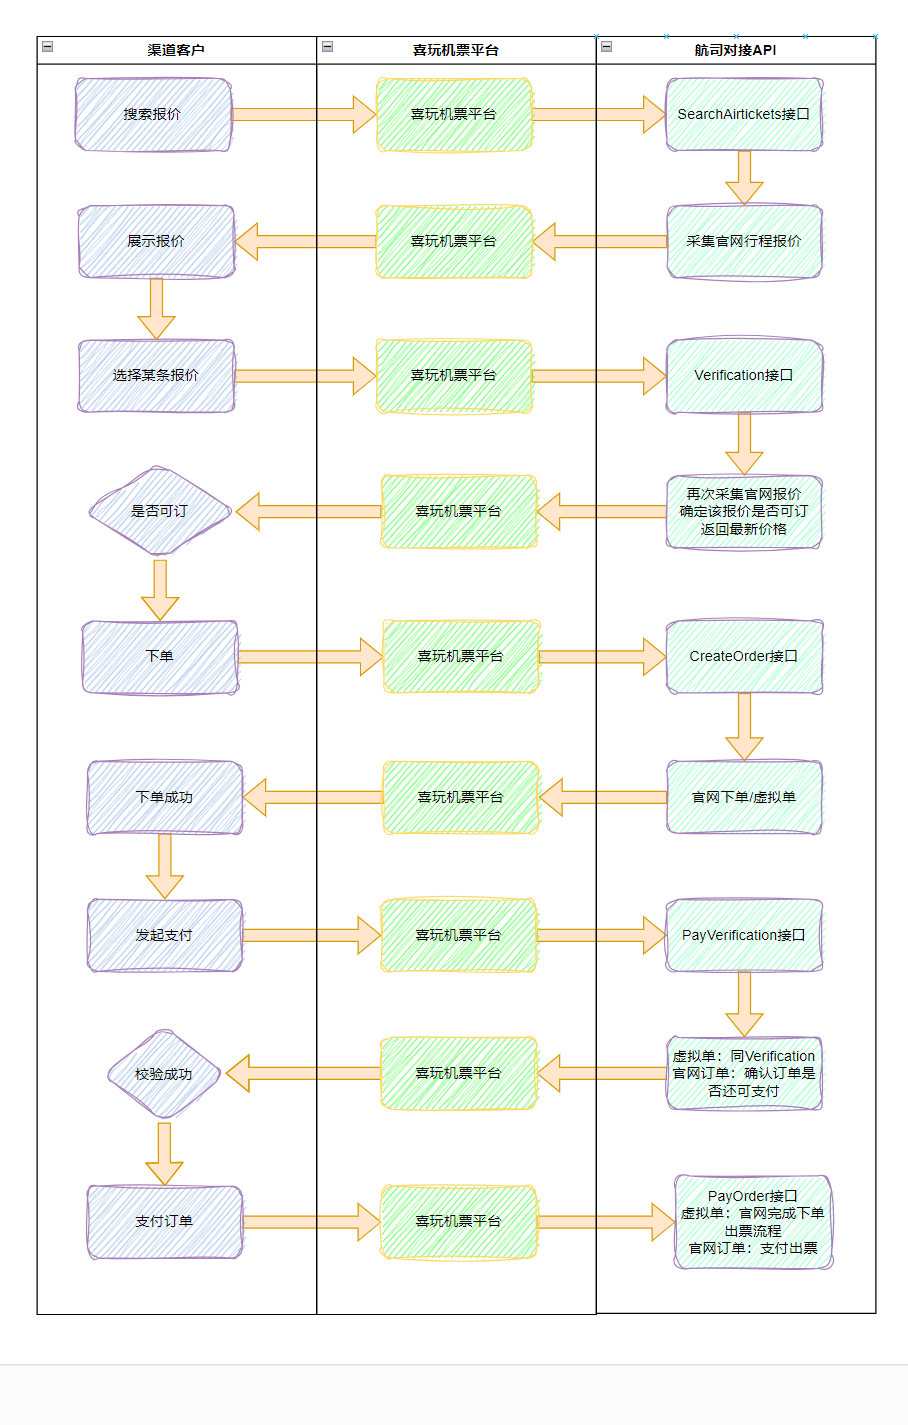 渠道客户
喜玩机票平台
航司对接API
搜索报价
喜玩机票平台
SearchAirtickets接口
展示报价
喜玩机票平台
采集官网行程报价
选择某条报价
喜玩机票平台
Verification接口
是否可订
喜玩机票平台
再次采集官网报价
确定该报价是否可订
返回最新价格
下单
喜玩机票平台
CreateOrder接口
下单成功
喜玩机票平台
官网下单/虚拟单
发起支付
喜玩机票平台
PayVerification接口
校验成功
喜玩机票平台
虚拟单：同Verification
官网订单：确认订单是
否还可支付
支付订单
喜玩机票平台
PayOrder接口
虚拟单：官网完成下单
出票流程
官网订单：支付出票